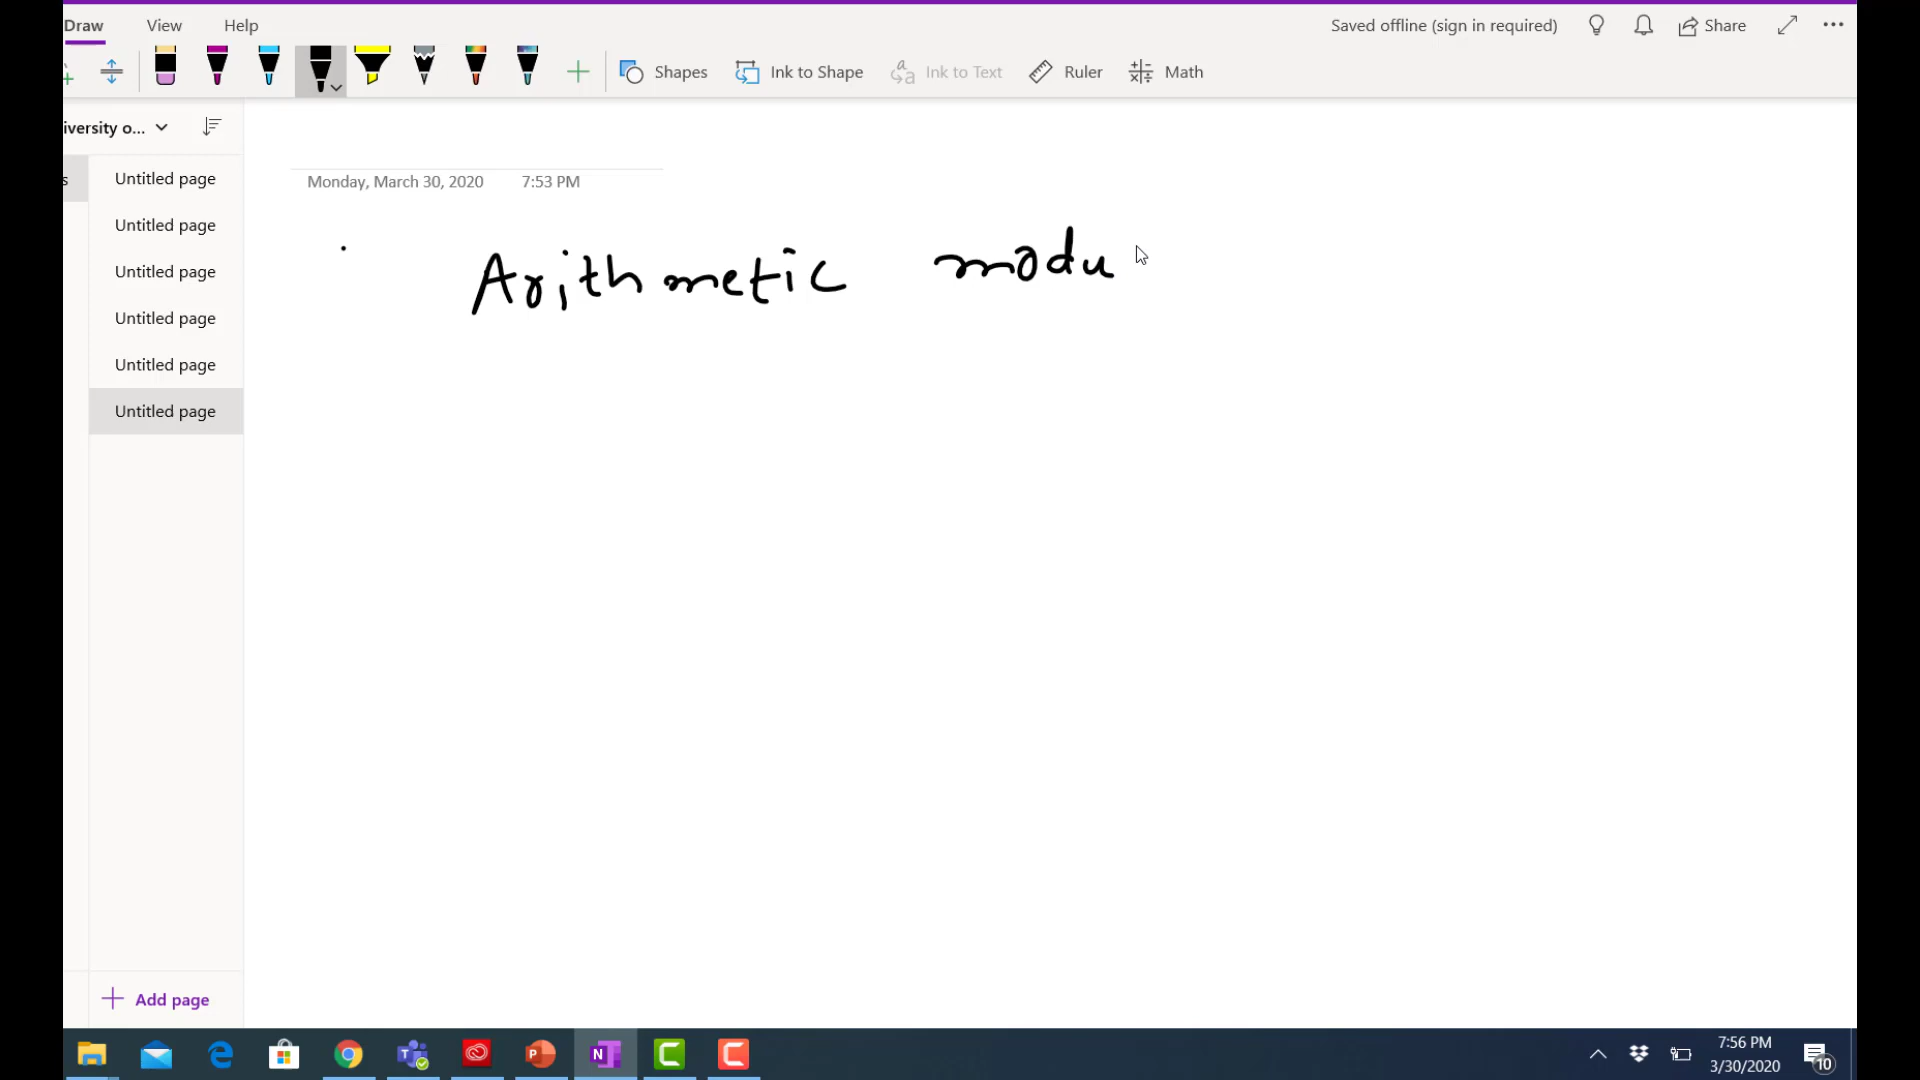 Draw View Help Saved offline (sign in required) Share
Shapes Ink to Shape Ink to Text Ruler Math
iversity o...
s
Untitled page
Untitled page
Untitled page
Untitled page
Untitled page
Untitled page
Monday, March 30, 2020 7:53 PM
Arithmetic modu
Add page
7:56 PM
3/30/2020
10